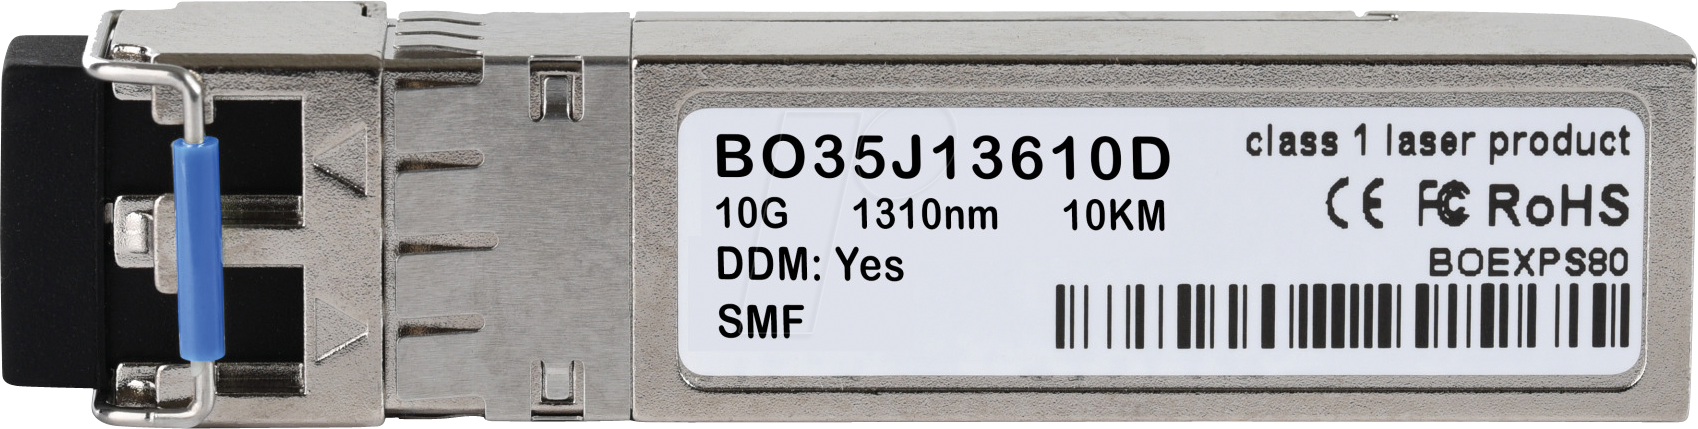 BO35J13610D
10G 1310nm 10KM
DDM: Yes
SMF
class 1 laser product
CE FC RoHS
BOEXPS80